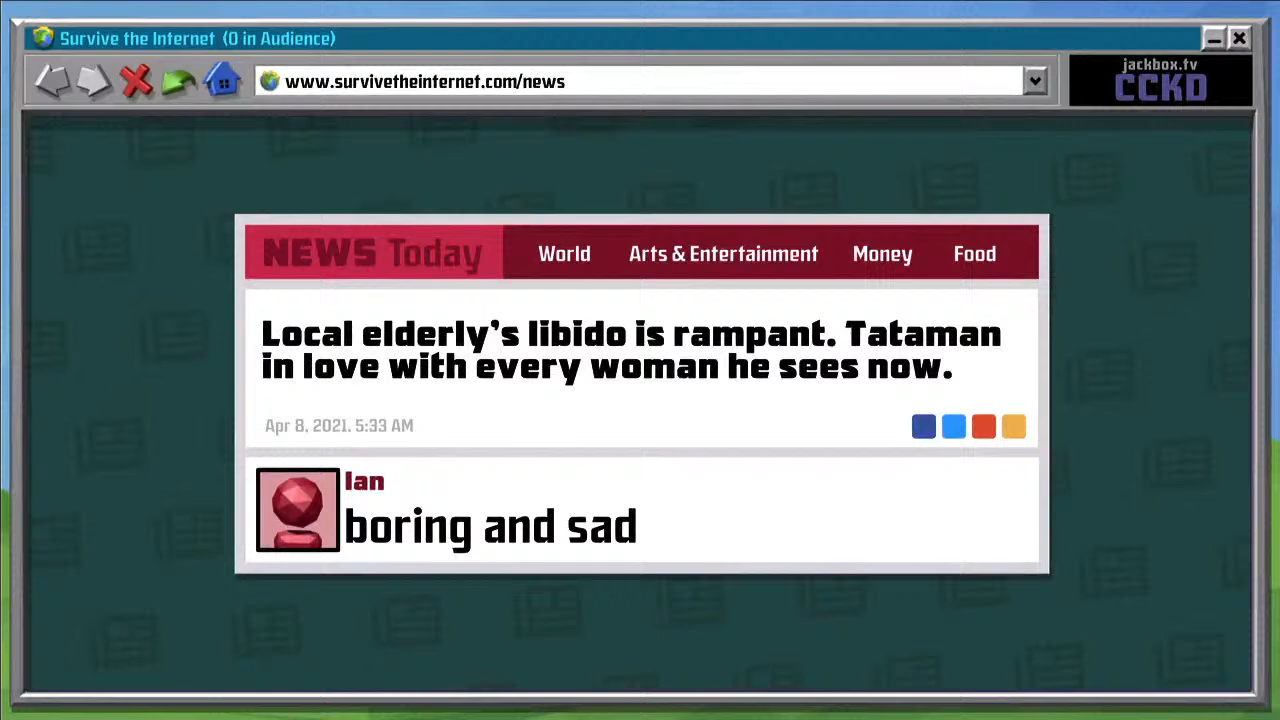 Survive the Internet (0 in Audience)
www.survivetheinternet.com/news
jackbox.tv
CCKD
NEWS Today
World
Arts & Entertainment
Money
Food
Local elderly's libido is rampant. Tataman
in love with every woman he sees now.
Apr 8, 2021. 5:33 AM
Ian
boring and sad